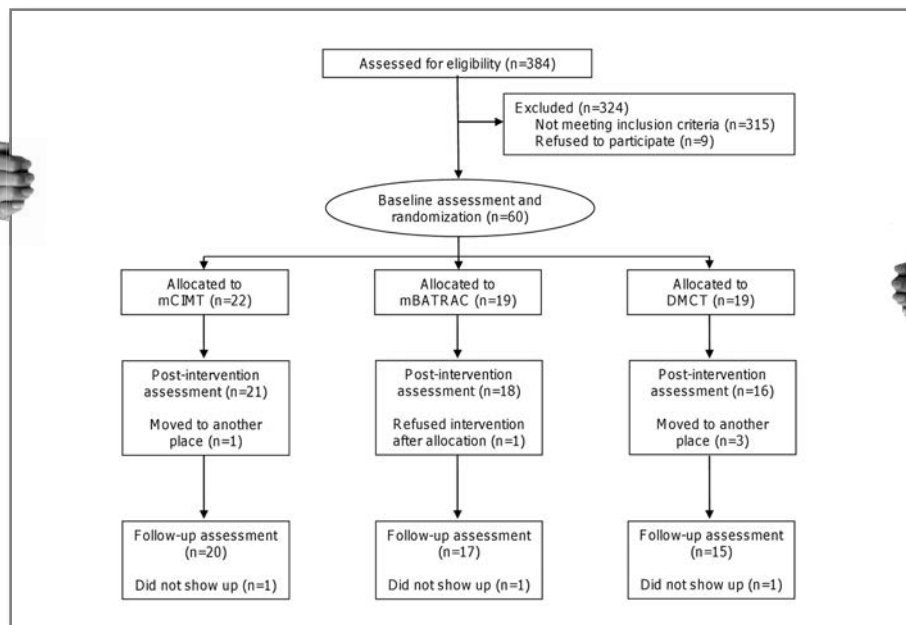 Assessed for eligibility (n=384)
Excluded (n=324)
Not meeting inclusion criteria (n=315)
Refused to participate (n=9)
Baseline assessment and
randomization (n=60)
Allocated to
mCIMT (n=22)
Allocated to
mBATRAC (n=19)
Allocated to
DMCT (n=19)
Post-intervention
assessment (n=21)
Moved to another
place (n=1)
Post-intervention
assessment (n=18)
Refused intervention
after allocation (n=1)
Post-intervention
assessment (n=16)
Moved to another
place (n=3)
Follow-up assessment
(n=20)
Did not show up (n=1)
Follow-up assessment
(n=17)
Did not show up (n=1)
Follow-up assessment
(n=15)
Did not show up (n=1)